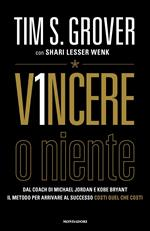 TIM S. GROVER
con SHARI LESSER WENK
V1NCERE
o niente
DAL COACH DI MICHAEL JORDAN E KOBE BRYANT
IL METODO PER ARRIVARE AL SUCCESSO COSTI QUEL CHE COSTI
MONDADORI